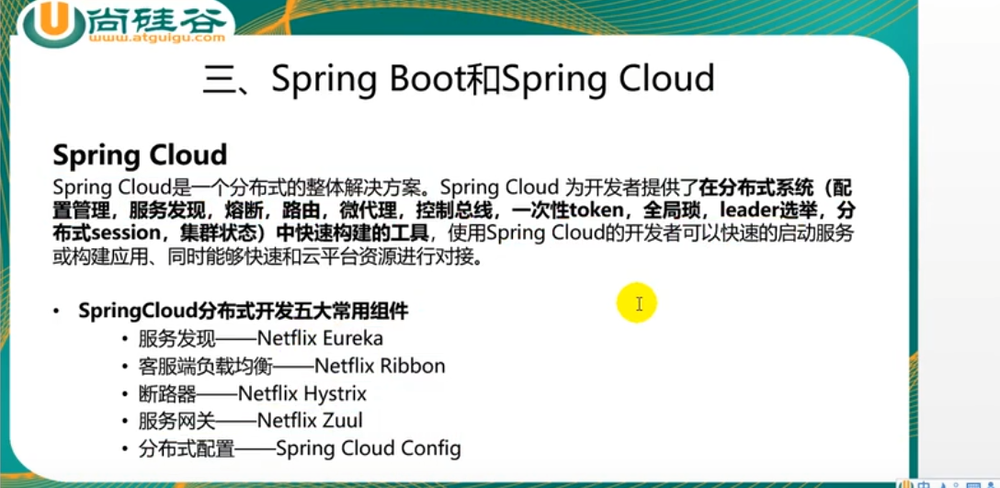 尚硅谷
www.atguigu.com
三、Spring Boot和Spring Cloud
Spring Cloud
Spring Cloud是一个分布式的整体解决方案。Spring Cloud 为开发者提供了在分布式系统（配
置管理，服务发现，熔断，路由，微代理，控制总线，一次性token，全局琐，leader选举，分
布式session，集群状态）中快速构建的工具，使用Spring Cloud的开发者可以快速的启动服务
或构建应用、同时能够快速和云平台资源进行对接。
• SpringCloud分布式开发五大常用组件
• 服务发现——Netflix Eureka
• 客服端负载均衡——Netflix Ribbon
• 断路器——Netflix Hystrix
• 服务网关——Netflix Zuul
• 分布式配置——Spring Cloud Config